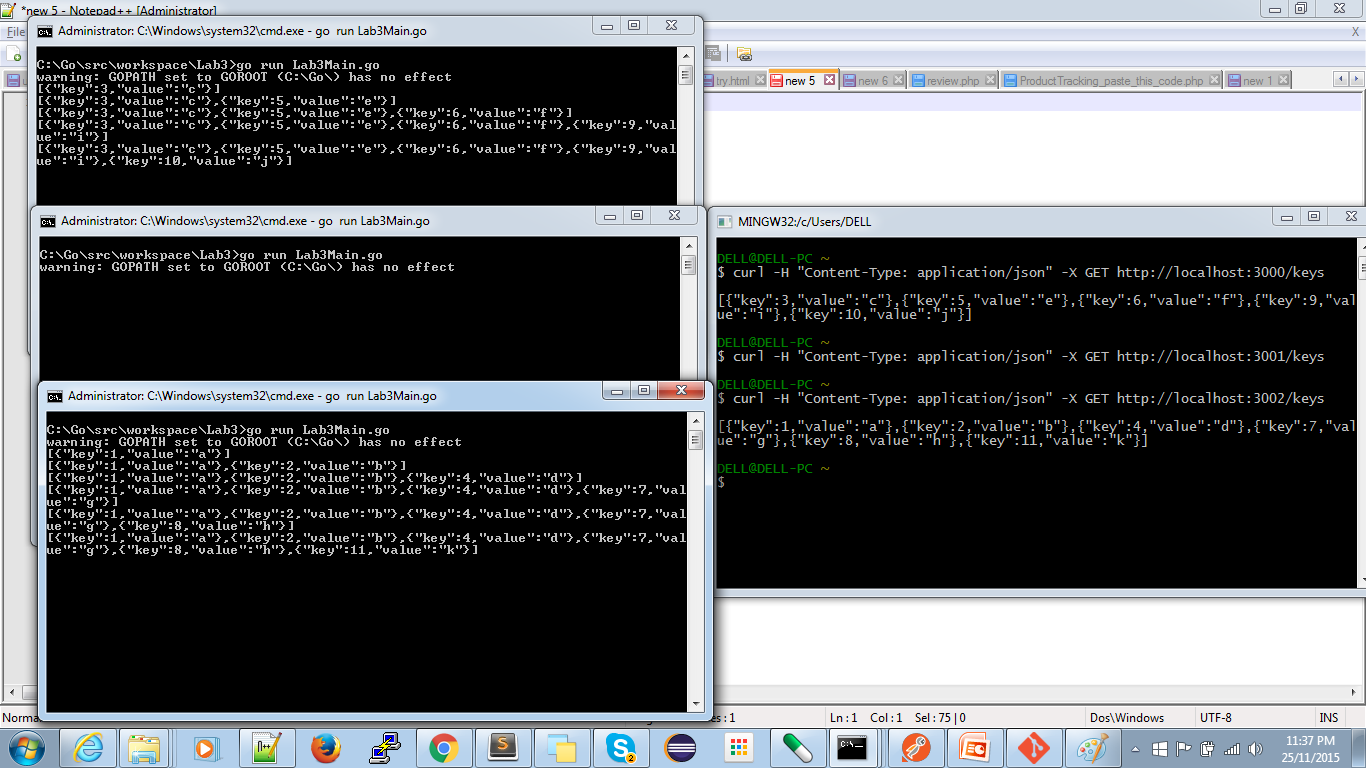 *new 5 - Notepad++ [Administrator]
File
try.html
new 5
new 6
review.php
ProductTracking_paste_this_code.php
new 1
Administrator: C:\Windows\system32\cmd.exe - go  run Lab3Main.go
C:\Go\src\workspace\Lab3>go run Lab3Main.go
warning: GOPATH set to GOROOT (C:\Go\) has no effect
[{"key":3,"value":"c"}]
[{"key":3,"value":"c"},{"key":5,"value":"e"}]
[{"key":3,"value":"c"},{"key":5,"value":"e"},{"key":6,"value":"f"}]
[{"key":3,"value":"c"},{"key":5,"value":"e"},{"key":6,"value":"f"},{"key":9,"val
ue":"i"}]
[{"key":3,"value":"c"},{"key":5,"value":"e"},{"key":6,"value":"f"},{"key":9,"val
ue":"i"},{"key":10,"value":"j"}]
Administrator: C:\Windows\system32\cmd.exe - go  run Lab3Main.go
C:\Go\src\workspace\Lab3>go run Lab3Main.go
warning: GOPATH set to GOROOT (C:\Go\) has no effect
Administrator: C:\Windows\system32\cmd.exe - go  run Lab3Main.go
C:\Go\src\workspace\Lab3>go run Lab3Main.go
warning: GOPATH set to GOROOT (C:\Go\) has no effect
[{"key":1,"value":"a"}]
[{"key":1,"value":"a"},{"key":2,"value":"b"}]
[{"key":1,"value":"a"},{"key":2,"value":"b"},{"key":4,"value":"d"}]
[{"key":1,"value":"a"},{"key":2,"value":"b"},{"key":4,"value":"d"},{"key":7,"val
ue":"g"}]
[{"key":1,"value":"a"},{"key":2,"value":"b"},{"key":4,"value":"d"},{"key":7,"val
ue":"g"},{"key":8,"value":"h"}]
[{"key":1,"value":"a"},{"key":2,"value":"b"},{"key":4,"value":"d"},{"key":7,"val
ue":"g"},{"key":8,"value":"h"},{"key":11,"value":"k"}]
MINGW32:/c/Users/DELL
DELL@DELL-PC ~
$ curl -H "Content-Type: application/json" -X GET http://localhost:3000/keys
[{"key":3,"value":"c"},{"key":5,"value":"e"},{"key":6,"value":"f"},{"key":9,"val
ue":"i"},{"key":10,"value":"j"}]
DELL@DELL-PC ~
$ curl -H "Content-Type: application/json" -X GET http://localhost:3001/keys
DELL@DELL-PC ~
$ curl -H "Content-Type: application/json" -X GET http://localhost:3002/keys
[{"key":1,"value":"a"},{"key":2,"value":"b"},{"key":4,"value":"d"},{"key":7,"val
ue":"g"},{"key":8,"value":"h"},{"key":11,"value":"k"}]
DELL@DELL-PC ~
$
Ln : 1    Col : 1    Sel : 75 | 0
Dos\Windows
UTF-8
INS
11:37 PM
25/11/2015